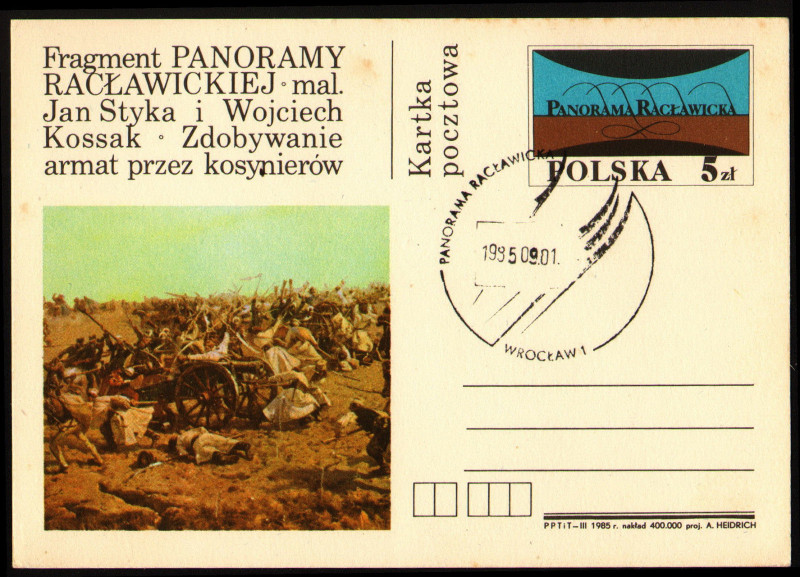 Fragment PANORAMY
RACŁAWICKIEJ◦mal.
Jan Styka i Wojciech
Kossak ◦ Zdobywanie
armat przez kosynierów
Kartka
pocztowa
PANORAMA RACŁAWICKA
POLSKA 5 zł
PANORAMA RACŁAWICKA
1985 09.01.
WROCŁAW 1
PPTiT–III 1985 r. nakład 400.000 proj. A. HEIDRICH